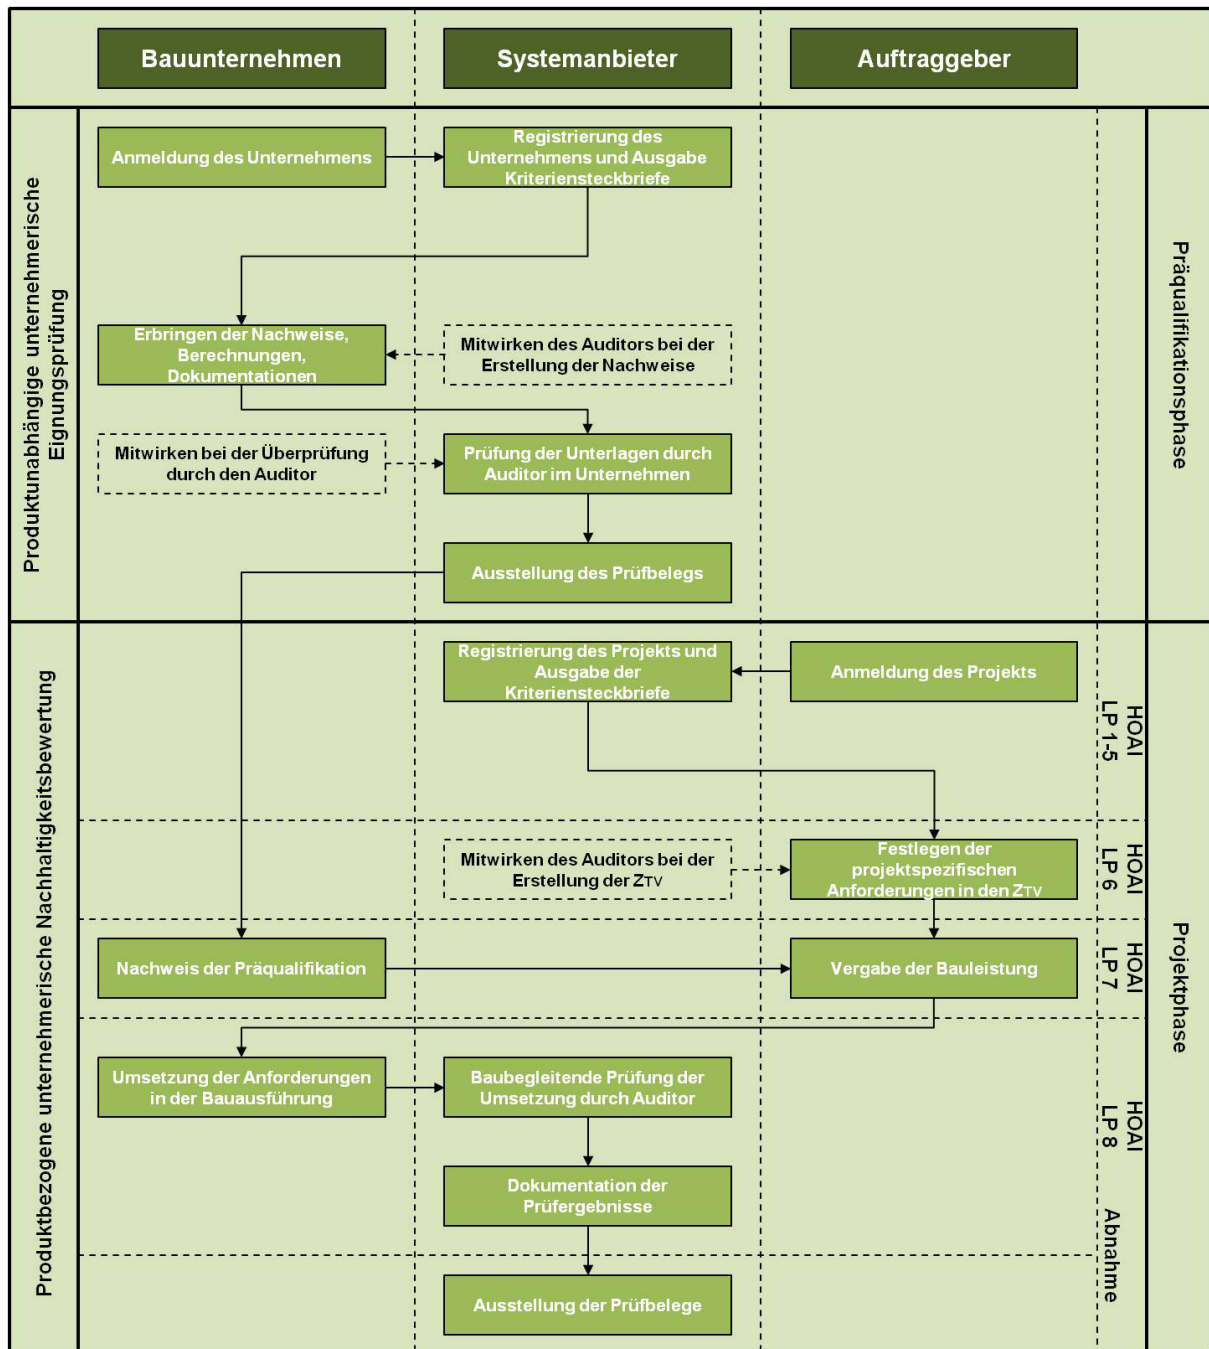 Bauunternehmen
Systemanbieter
Auftraggeber
Produktunabhängige unternehmerische
Eignungsprüfung
Präqualifikationsphase
Anmeldung des Unternehmens
Registrierung des
Unternehmens und Ausgabe
Kriteriensteckbriefe
Erbringen der Nachweise,
Berechnungen,
Dokumentationen
Mitwirken des Auditors bei der
Erstellung der Nachweise
Mitwirken bei der Überprüfung
durch den Auditor
Prüfung der Unterlagen durch
Auditor im Unternehmen
Ausstellung des Prüfbelegs
Produktbezogene unternehmerische Nachhaltigkeitsbewertung
Projektphase
Registrierung des Projekts und
Ausgabe der
Kriteriensteckbriefe
Anmeldung des Projekts
HOAI
LP 1-5
Mitwirken des Auditors bei der
Erstellung der ZTV
Festlegen der
projektspezifischen
Anforderungen in den ZTV
HOAI
LP 6
Nachweis der Präqualifikation
Vergabe der Bauleistung
HOAI
LP 7
Umsetzung der Anforderungen
in der Bauausführung
Baubegleitende Prüfung der
Umsetzung durch Auditor
HOAI
LP 8
Dokumentation der
Prüfergebnisse
Abnahme
Ausstellung der Prüfbelege